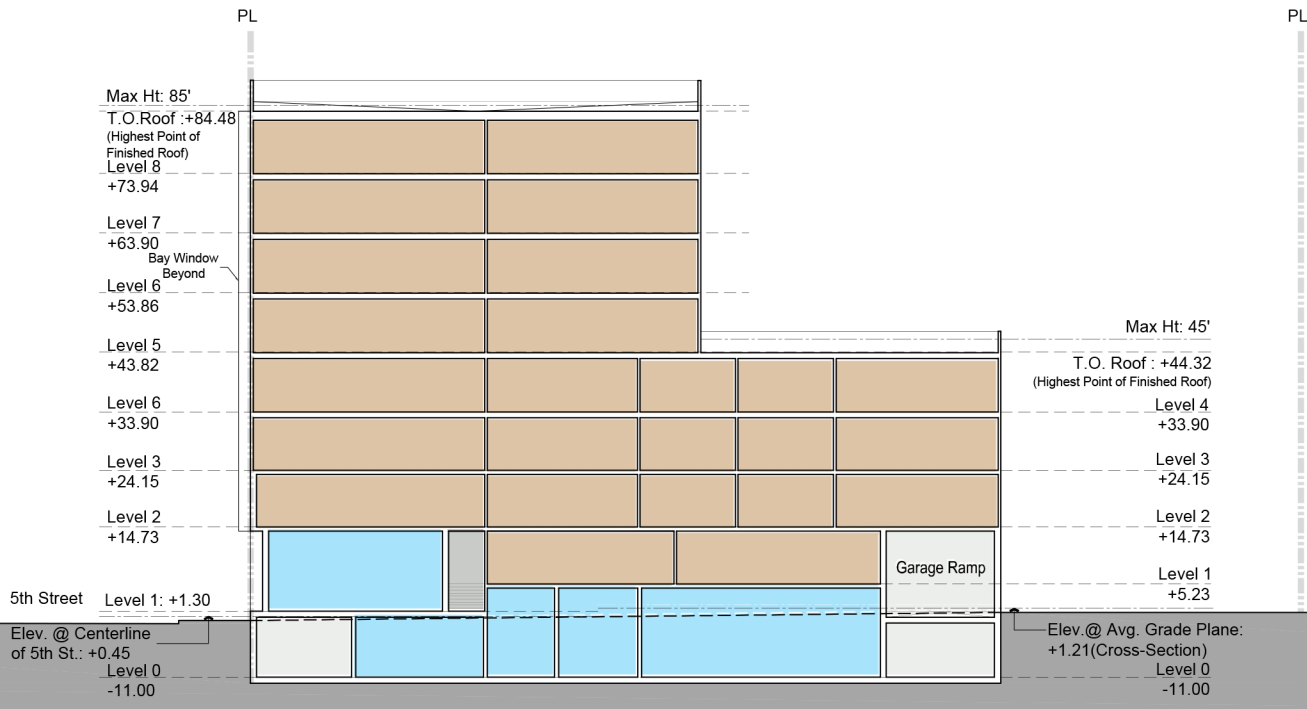 PL
PL
Max Ht: 85'
T.O.Roof :+84.48
(Highest Point of
Finished Roof)
Level 8
+73.94
Level 7
+63.90
Bay Window
Beyond
Level 6
+53.86
Level 5
+43.82
Level 6
+33.90
Level 3
+24.15
Level 2
+14.73
5th Street
Level 1: +1.30
Elev. @ Centerline
of 5th St.: +0.45
Level 0
-11.00
Garage Ramp
Max Ht: 45'
T.O. Roof : +44.32
(Highest Point of Finished Roof)
Level 4
+33.90
Level 3
+24.15
Level 2
+14.73
Level 1
+5.23
Elev.@ Avg. Grade Plane:
+1.21(Cross-Section)
Level 0
-11.00